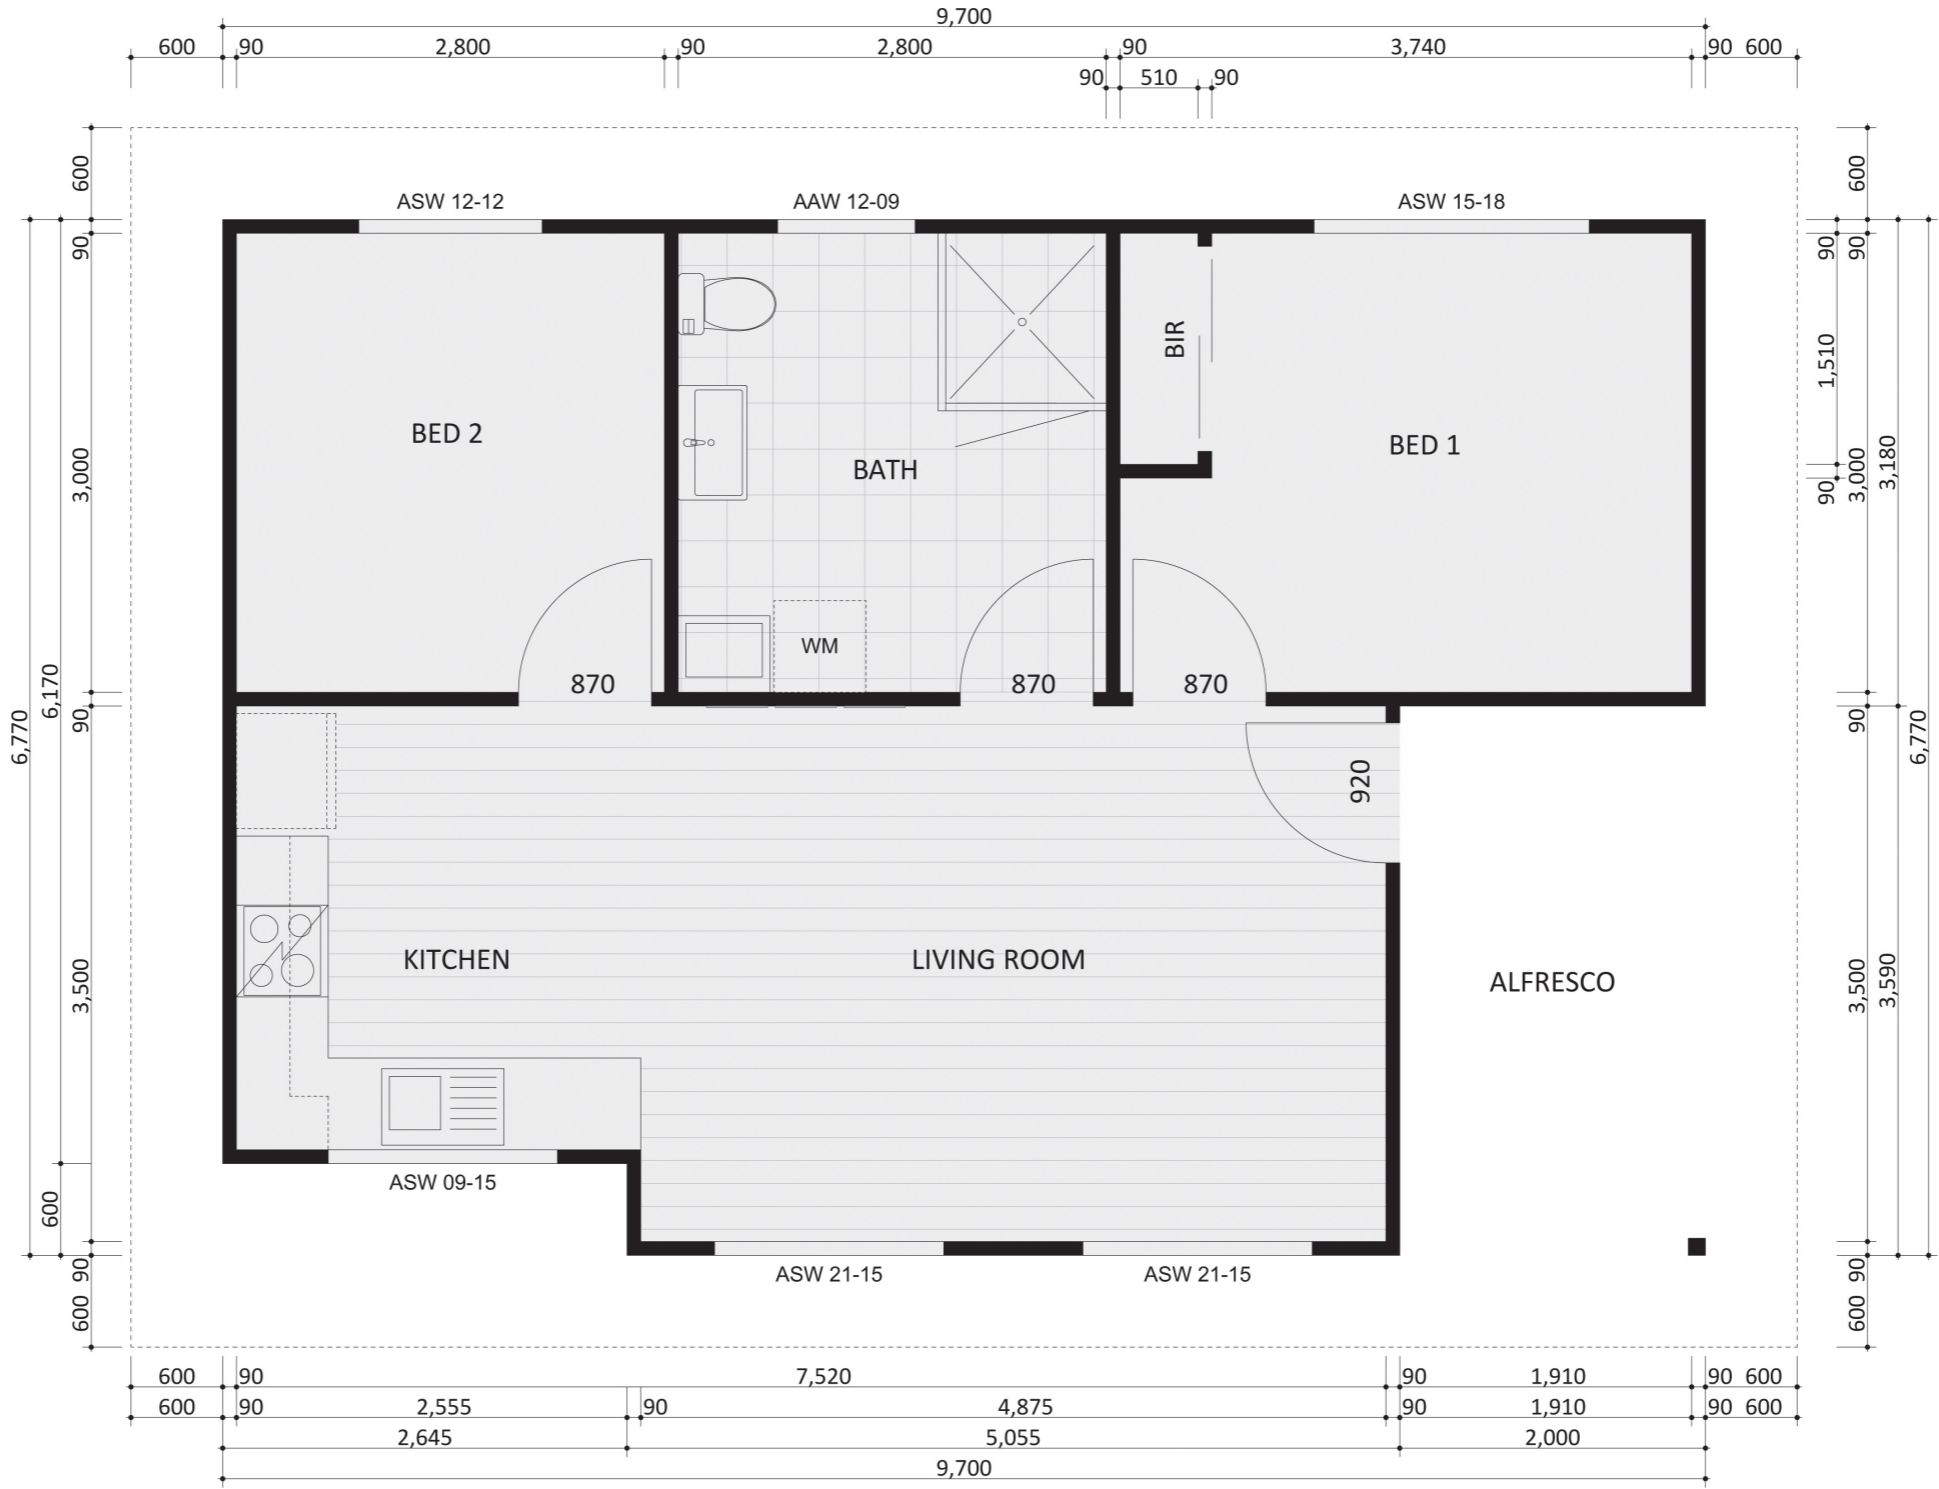 9,700
600 90 2,800 90 2,800 90 3,740 90 600
90 510 90
600
600
ASW 12-12
AAW 12-09
ASW 15-18
90
90
90
BED 2
BATH
BIR
BED 1
3,000
1,510
3,000
3,180
90
WM
870
870
870
6,770
6,170
90
90
6,770
920
KITCHEN
LIVING ROOM
ALFRESCO
3,500
3,500
3,590
ASW 09-15
600
ASW 21-15
ASW 21-15
90
90
600
600
600 90 7,520 90 1,910 90 600
600 90 2,555 90 4,875 90 1,910 90 600
2,645 5,055 2,000
9,700